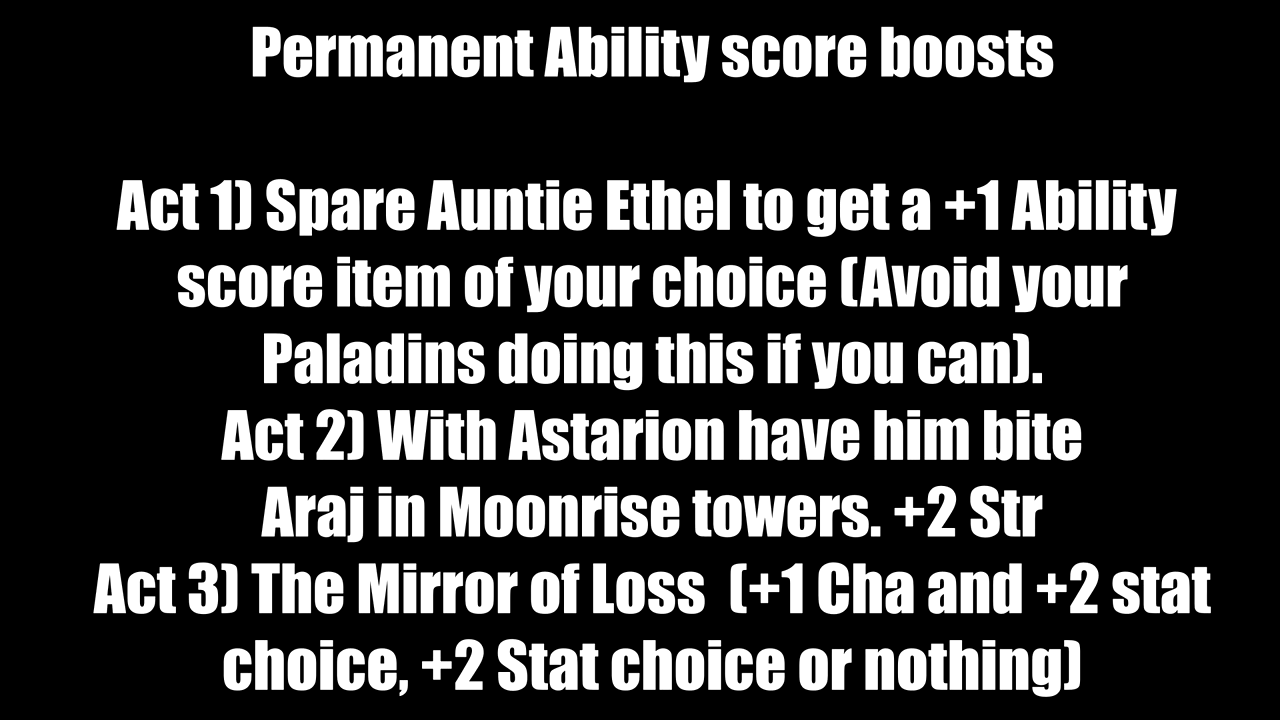 Permanent Ability score boosts
Act 1) Spare Auntie Ethel to get a +1 Ability
score item of your choice (Avoid your
Paladins doing this if you can).
Act 2) With Astarion have him bite
Araj in Moonrise towers. +2 Str
Act 3) The Mirror of Loss  (+1 Cha and +2 stat
choice, +2 Stat choice or nothing)